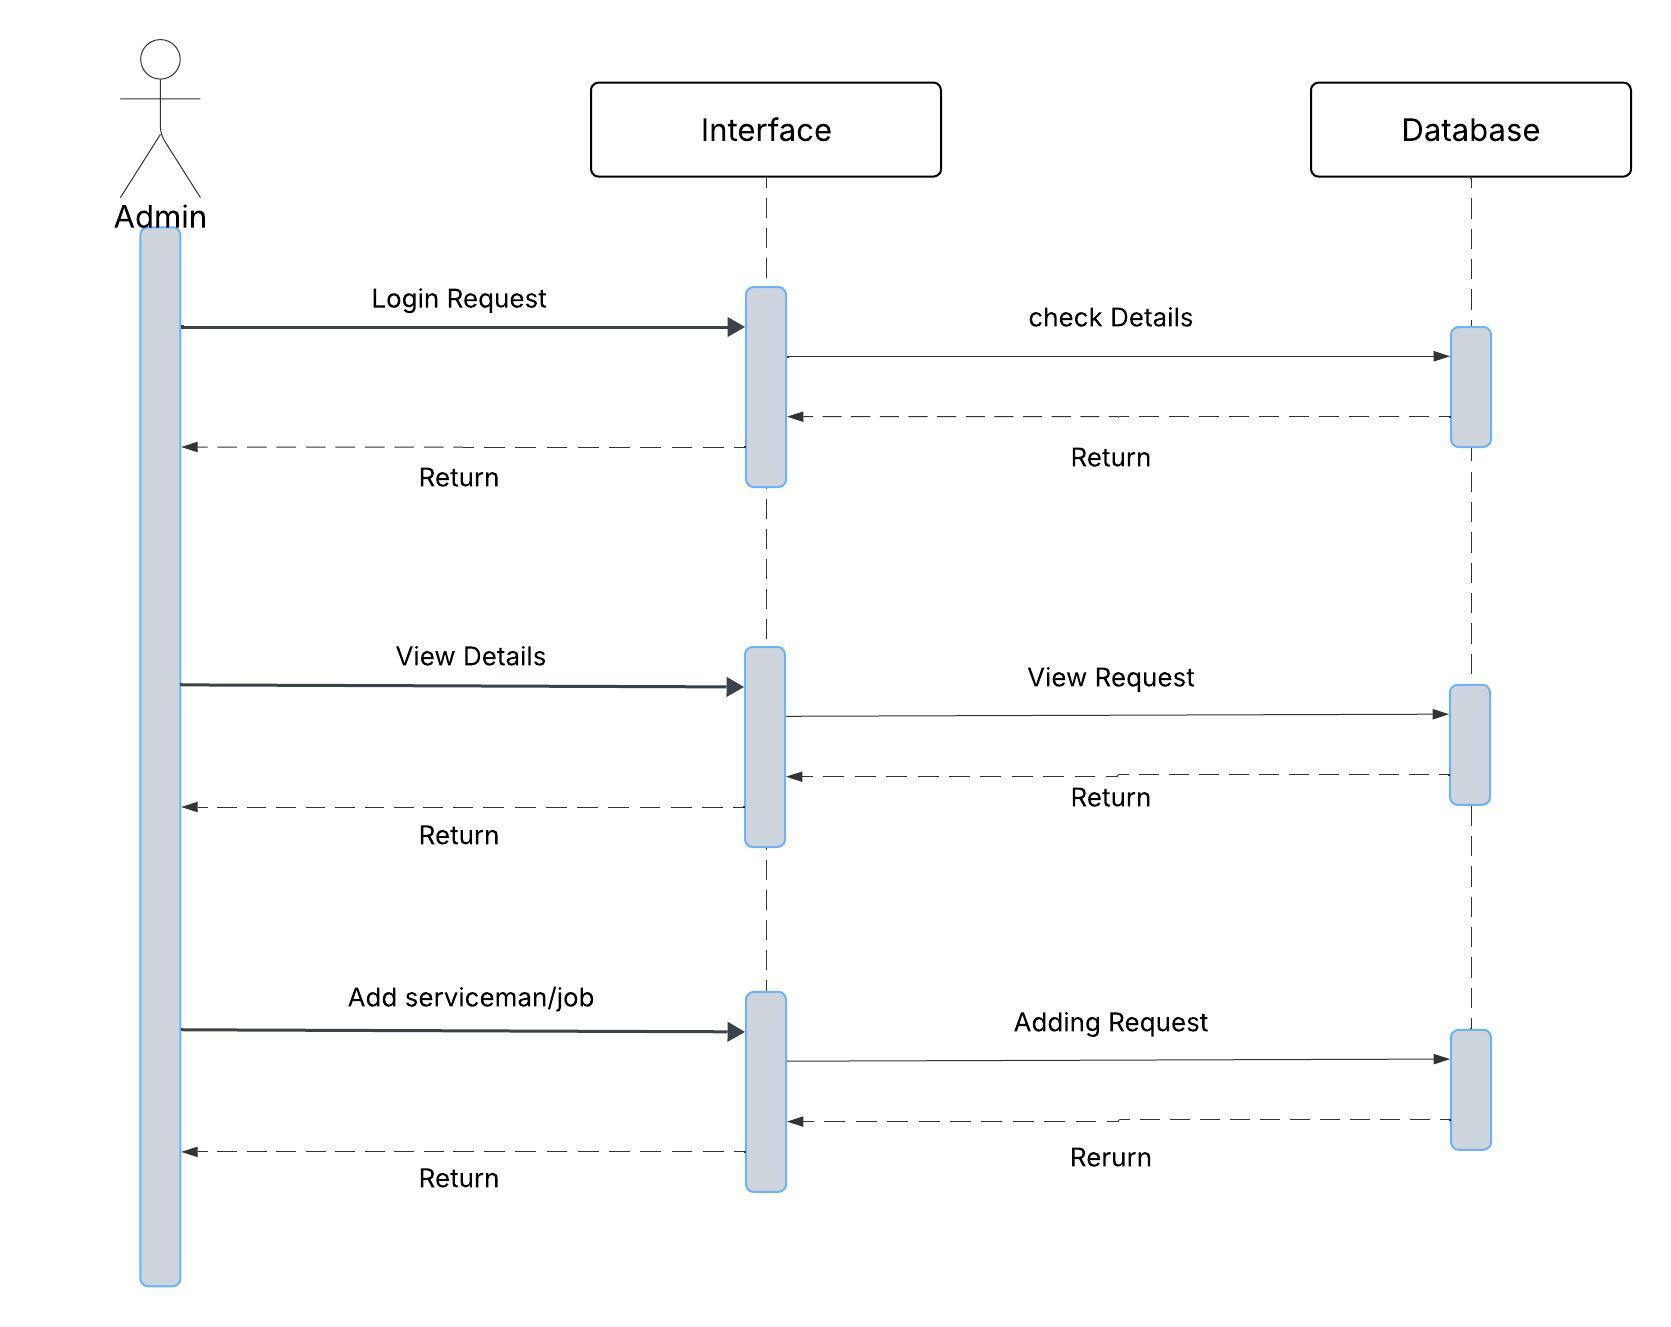 Interface
Database
Admin
Login Request
check Details
Return
Return
View Details
View Request
Return
Return
Add serviceman/job
Adding Request
Rerurn
Return